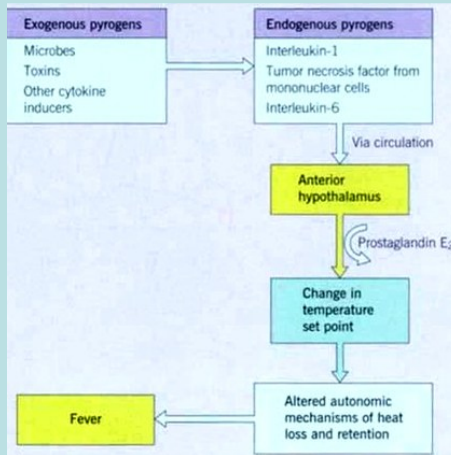 Exogenous pyrogens
Microbes
Toxins
Other cytokine
inducers
Endogenous pyrogens
Interleukin-1
Tumor necrosis factor from
mononuclear cells
Interleukin-6
Via circulation
Anterior
hypothalamus
Prostaglandin E₂
Change in
temperature
set point
Altered autonomic
mechanisms of heat
loss and retention
Fever